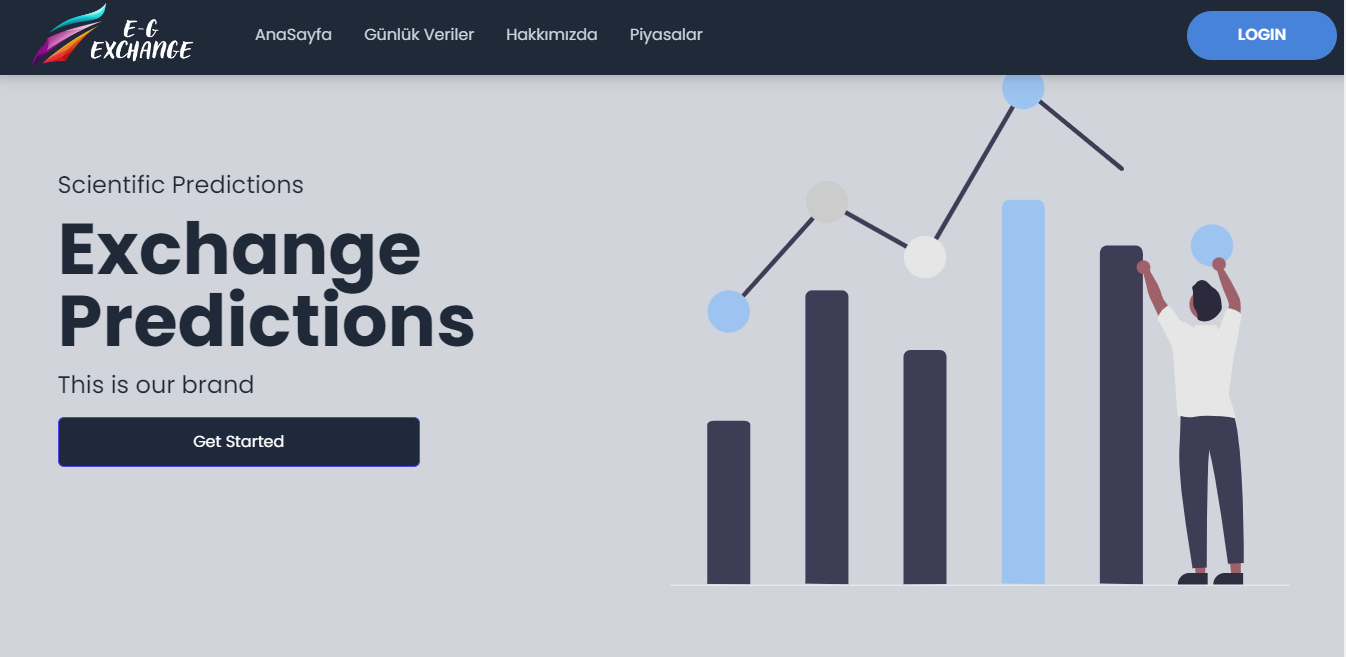 E-G
EXCHANGE
AnaSayfa
Günlük Veriler
Hakkımızda
Piyasalar
LOGIN
Scientific Predictions
Exchange
Predictions
This is our brand
Get Started